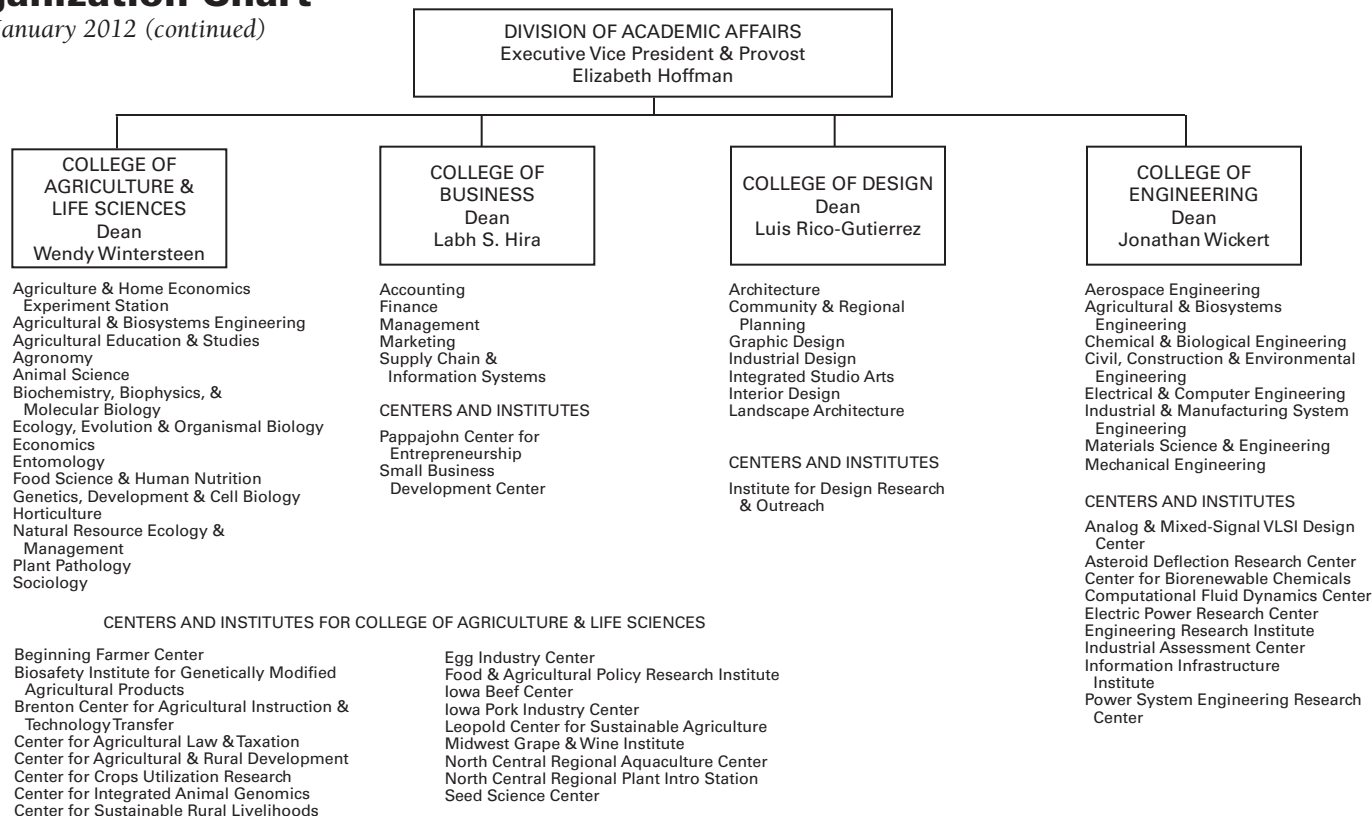 ganization Chart
January 2012 (continued)
DIVISION OF ACADEMIC AFFAIRS
Executive Vice President & Provost
Elizabeth Hoffman
COLLEGE OF
AGRICULTURE &
LIFE SCIENCES
Dean
Wendy Wintersteen
Agriculture & Home Economics
Experiment Station
Agricultural & Biosystems Engineering
Agricultural Education & Studies
Agronomy
Animal Science
Biochemistry, Biophysics, &
Molecular Biology
Ecology, Evolution & Organismal Biology
Economics
Entomology
Food Science & Human Nutrition
Genetics, Development & Cell Biology
Horticulture
Natural Resource Ecology &
Management
Plant Pathology
Sociology
COLLEGE OF
BUSINESS
Dean
Labh S. Hira
Accounting
Finance
Management
Marketing
Supply Chain &
Information Systems
CENTERS AND INSTITUTES
Pappajohn Center for
Entrepreneurship
Small Business
Development Center
COLLEGE OF DESIGN
Dean
Luis Rico-Gutierrez
Architecture
Community & Regional
Planning
Graphic Design
Industrial Design
Integrated Studio Arts
Interior Design
Landscape Architecture
CENTERS AND INSTITUTES
Institute for Design Research
& Outreach
COLLEGE OF
ENGINEERING
Dean
Jonathan Wickert
Aerospace Engineering
Agricultural & Biosystems
Engineering
Chemical & Biological Engineering
Civil, Construction & Environmental
Engineering
Electrical & Computer Engineering
Industrial & Manufacturing System
Engineering
Materials Science & Engineering
Mechanical Engineering
CENTERS AND INSTITUTES
Analog & Mixed-Signal VLSI Design
Center
Asteroid Deflection Research Center
Center for Biorenewable Chemicals
Computational Fluid Dynamics Center
Electric Power Research Center
Engineering Research Institute
Industrial Assessment Center
Information Infrastructure
Institute
Power System Engineering Research
Center
CENTERS AND INSTITUTES FOR COLLEGE OF AGRICULTURE & LIFE SCIENCES
Beginning Farmer Center
Biosafety Institute for Genetically Modified
Agricultural Products
Brenton Center for Agricultural Instruction &
Technology Transfer
Center for Agricultural Law & Taxation
Center for Agricultural & Rural Development
Center for Crops Utilization Research
Center for Integrated Animal Genomics
Center for Sustainable Rural Livelihoods
Egg Industry Center
Food & Agricultural Policy Research Institute
Iowa Beef Center
Iowa Pork Industry Center
Leopold Center for Sustainable Agriculture
Midwest Grape & Wine Institute
North Central Regional Aquaculture Center
North Central Regional Plant Intro Station
Seed Science Center